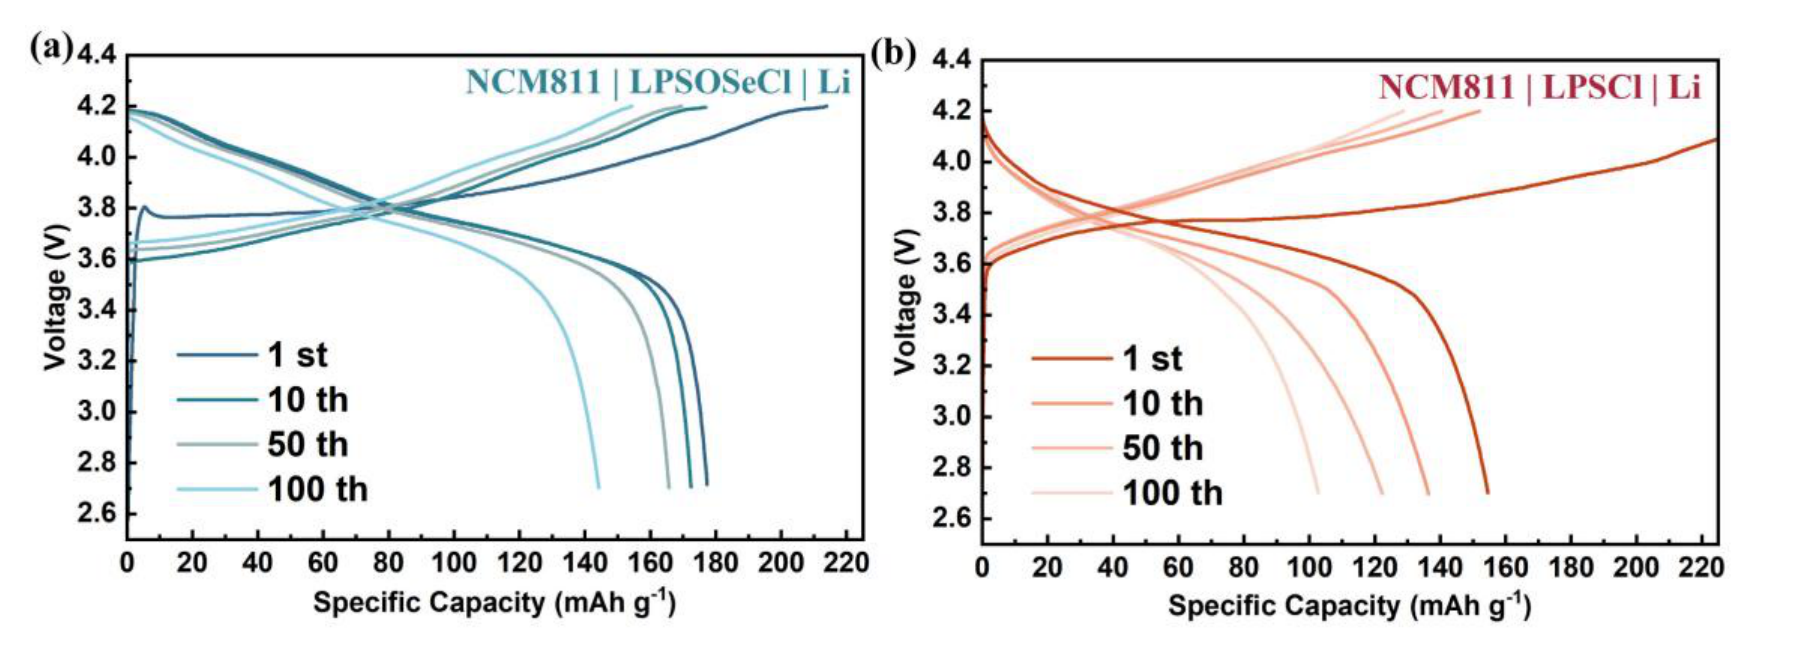 (a)
NCM811 | LPSOSeCl | Li
4.4
4.2
4.0
3.8
3.6
3.4
3.2
3.0
2.8
2.6
Voltage (V)
1 st
10 th
50 th
100 th
0 20 40 60 80 100 120 140 160 180 200 220
Specific Capacity (mAh g⁻¹)
(b)
NCM811 | LPSCl | Li
4.4
4.2
4.0
3.8
3.6
3.4
3.2
3.0
2.8
2.6
Voltage (V)
1 st
10 th
50 th
100 th
0 20 40 60 80 100 120 140 160 180 200 220
Specific Capacity (mAh g⁻¹)